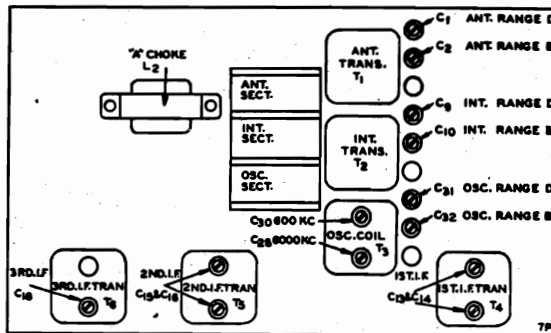 C1 ANT. RANGE D
"A" CHOKE
L2
ANT.
TRANS.
T1
C2 ANT. RANGE B
ANT.
SECT.
C9 INT. RANGE D
INT.
SECT.
INT.
TRANS.
T2
C10 INT. RANGE B
OSC.
SECT.
C31 OSC. RANGE D
C30 600 KC
C32 OSC. RANGE B
OSC. COIL
T3
C28 6000 KC
1ST. I.F.
3RD. I.F.
C18
3RD. I.F. TRAN
T6
2ND. I.F.
C15 & C16
2ND. I.F. TRAN
T5
C13 & C14
1ST. I.F. TRAN
T4